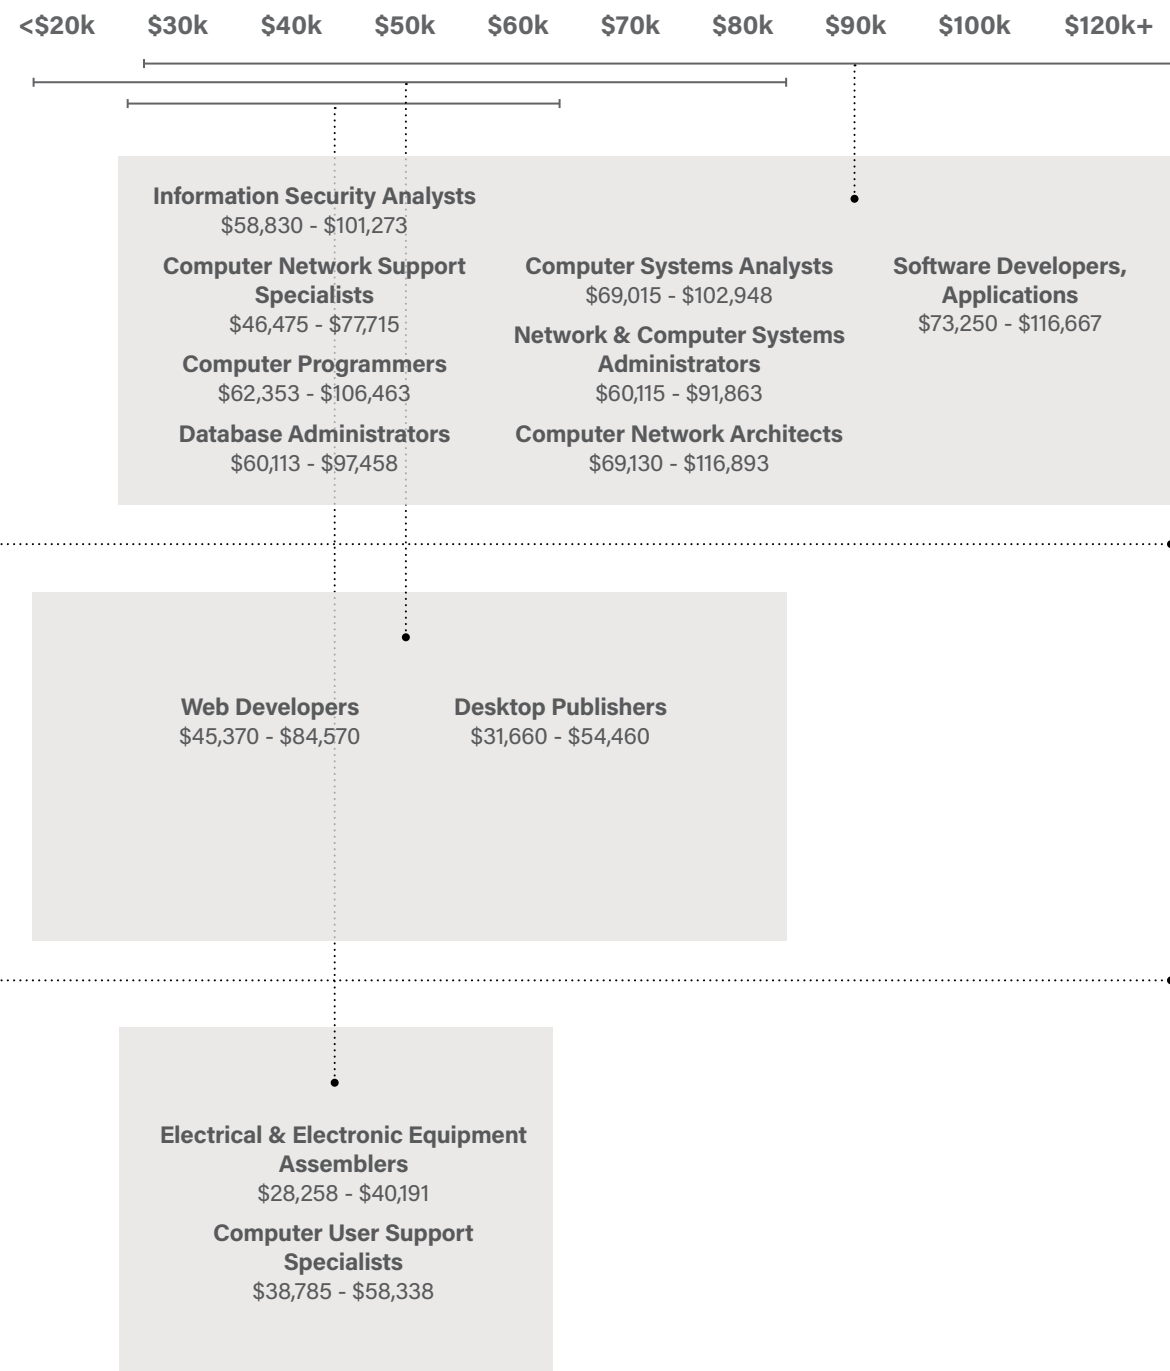 <$20k $30k $40k $50k $60k $70k $80k $90k $100k $120k+
Information Security Analysts
$58,830 - $101,273
Computer Network Support
Specialists
$46,475 - $77,715
Computer Programmers
$62,353 - $106,463
Database Administrators
$60,113 - $97,458
Computer Systems Analysts
$69,015 - $102,948
Network & Computer Systems
Administrators
$60,115 - $91,863
Computer Network Architects
$69,130 - $116,893
Software Developers,
Applications
$73,250 - $116,667
Web Developers
$45,370 - $84,570
Desktop Publishers
$31,660 - $54,460
Electrical & Electronic Equipment
Assemblers
$28,258 - $40,191
Computer User Support
Specialists
$38,785 - $58,338